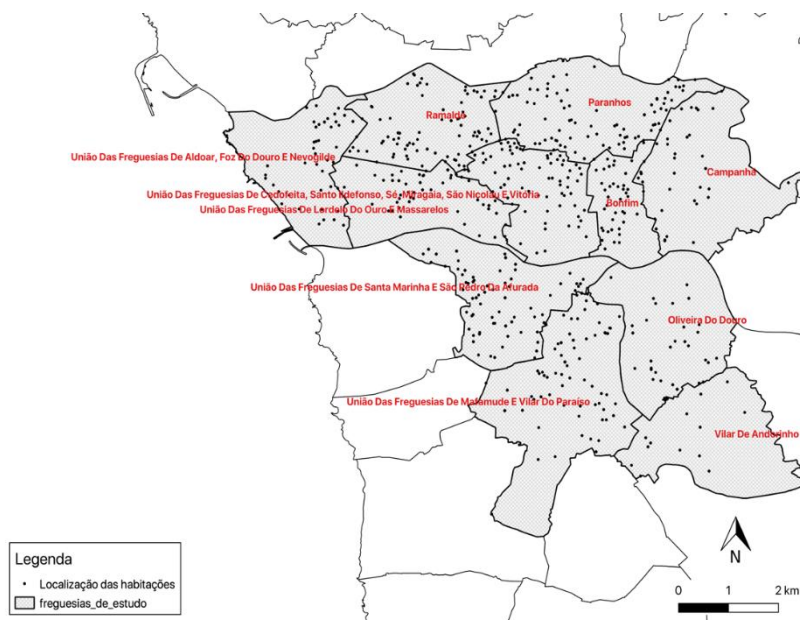 Ramalde
Paranhos
União Das Freguesias De Aldoar, Foz Do Douro E Nevogilde
Campanha
União Das Freguesias De Cedofeita, Santo Ildefonso, Sé, Miragaia, São Nicolau E Vitória
Bonfim
União Das Freguesias De Lordelo Do Ouro E Massarelos
União Das Freguesias De Santa Marinha E São Pedro Da Afurada
Oliveira Do Douro
União Das Freguesias De Mafamude E Vilar Do Paraíso
Vilar De Andorinho
Legenda
Localização das habitações
freguesias_de_estudo
N
0 1 2 km